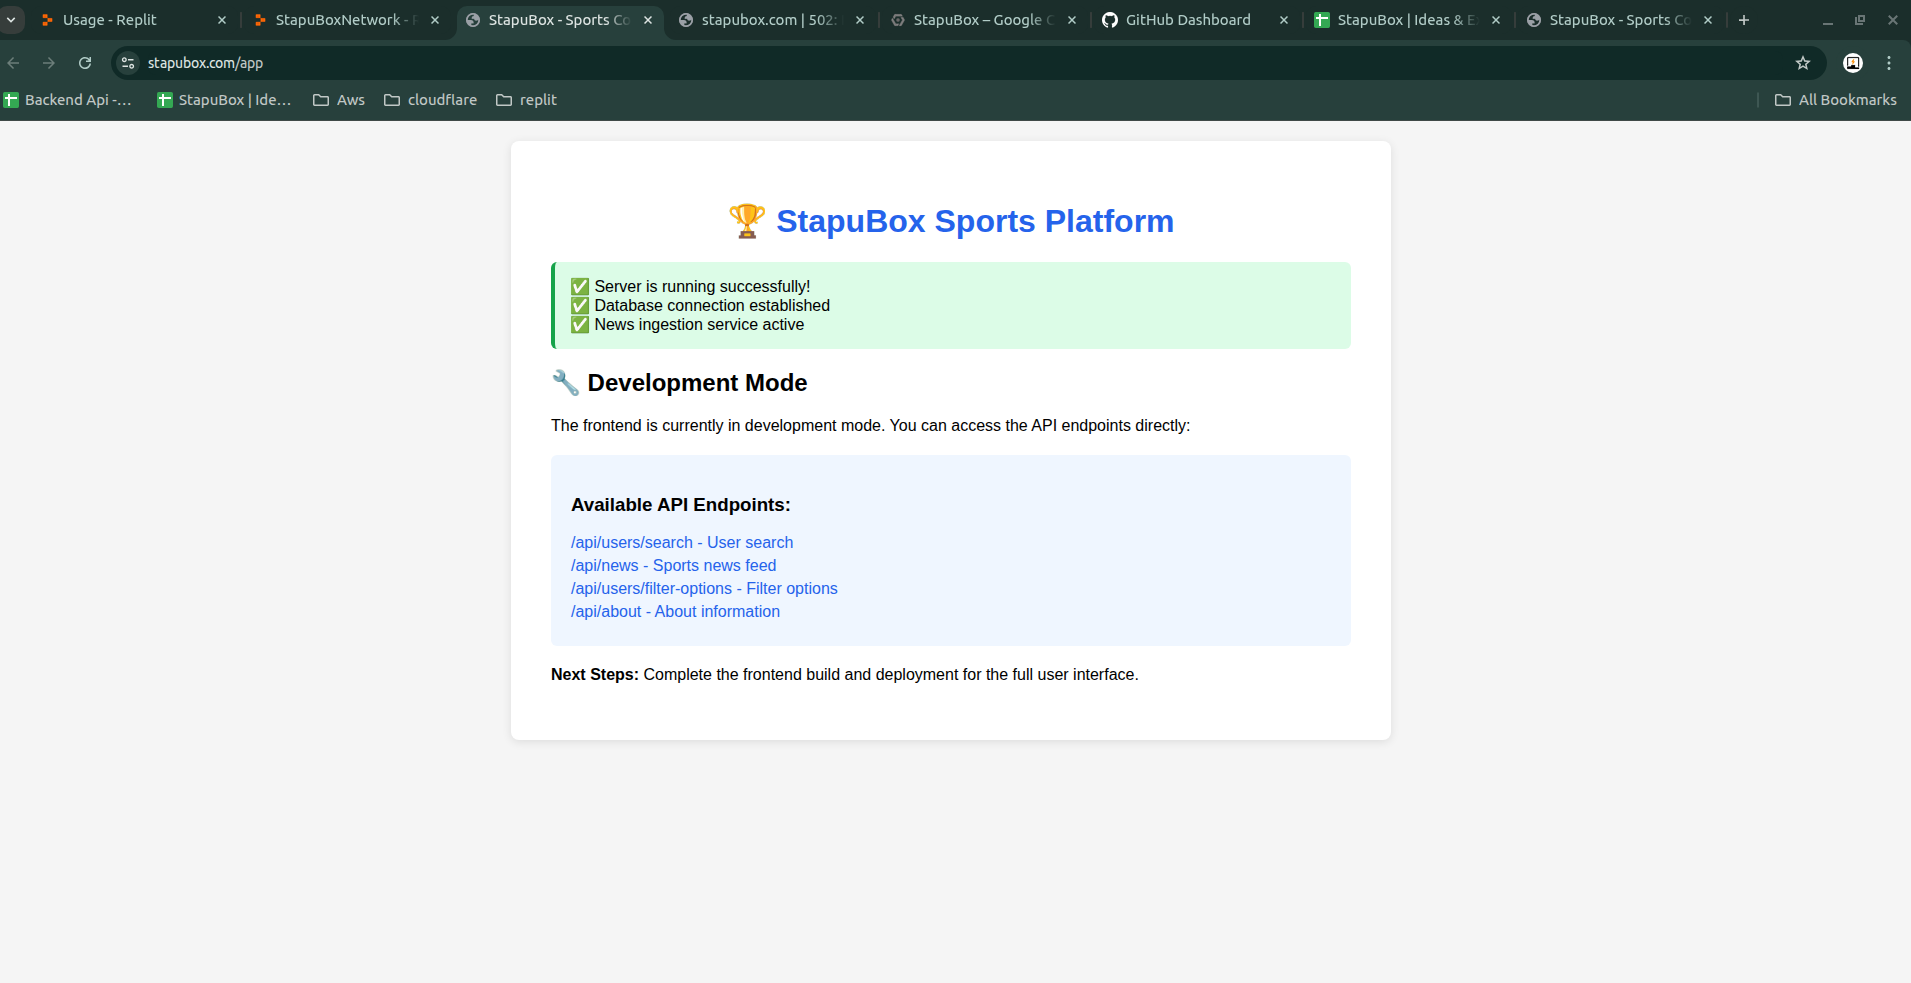 Usage - Replit
StapuBoxNetwork -
StapuBox - Sports Co
stapubox.com | 502:
StapuBox – Google C
GitHub Dashboard
StapuBox | Ideas & E
StapuBox - Sports Co
stapubox.com/app
Backend Api -...
StapuBox | Ide...
Aws
cloudflare
replit
All Bookmarks
🏆 StapuBox Sports Platform
✅ Server is running successfully!
✅ Database connection established
✅ News ingestion service active
🔧 Development Mode
The frontend is currently in development mode. You can access the API endpoints directly:
Available API Endpoints:
/api/users/search - User search
/api/news - Sports news feed
/api/users/filter-options - Filter options
/api/about - About information
Next Steps: Complete the frontend build and deployment for the full user interface.